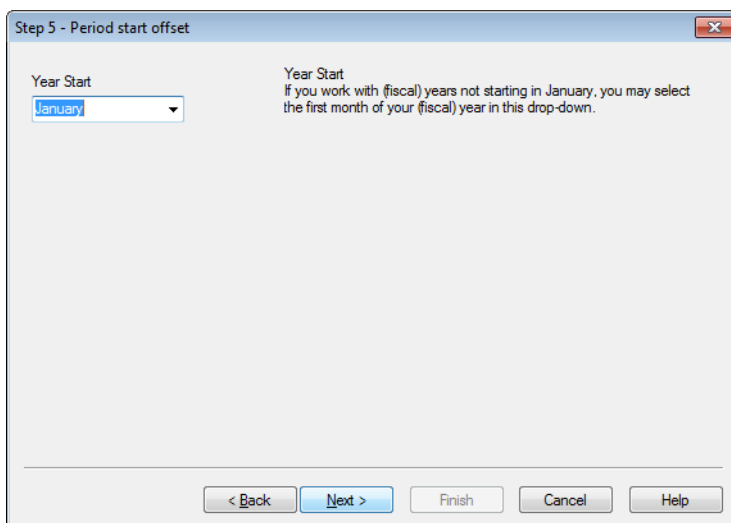 Step 5 - Period start offset
Year Start
January
Year Start
If you work with (fiscal) years not starting in January, you may select
the first month of your (fiscal) year in this drop-down.
< Back
Next >
Finish
Cancel
Help